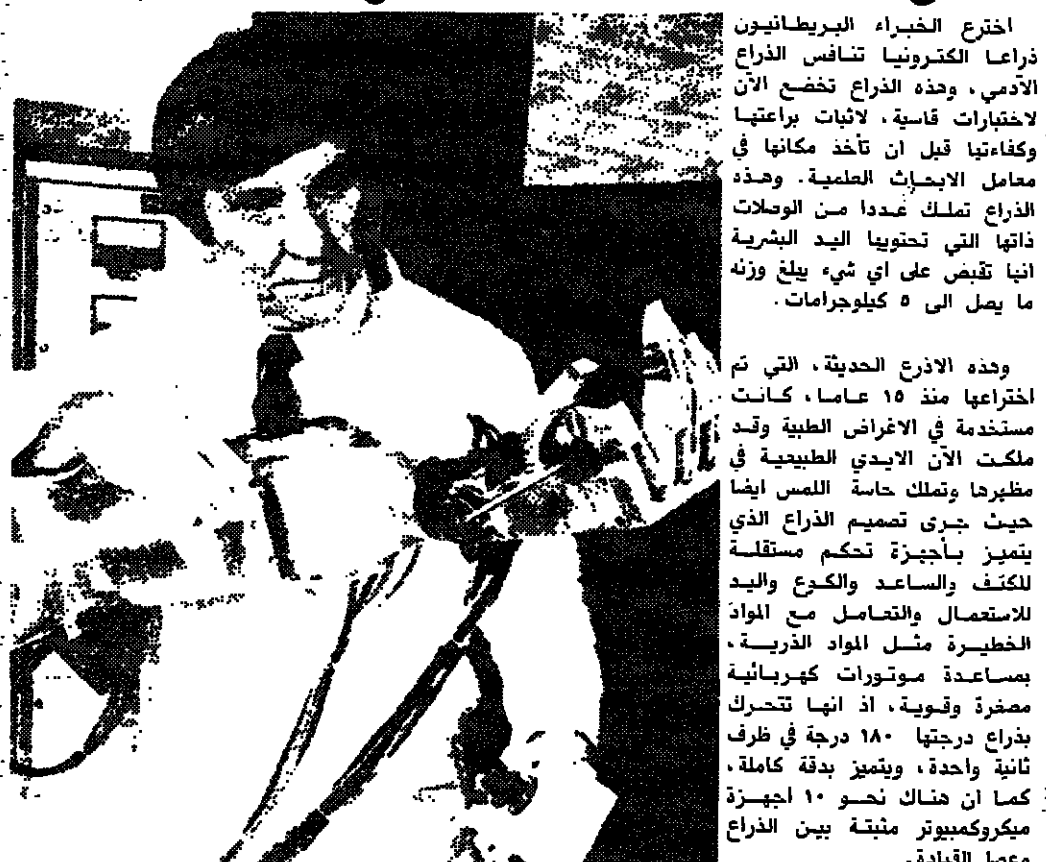 اخترع الخبراء البريطانيون
ذراعا الكترونيا تنافس الذراع
الآدمي، وهذه الذراع تخضع الآن
لاختبارات قاسية، لاثبات براعتها
وكفاءتها قبل ان تأخذ مكانها في
معامل الابحاث العلمية. وهذه
الذراع تملك عددا من الوصلات
ذاتها التي تحتويها اليد البشرية
انها تقبض على اي شيء يبلغ وزنه
ما يصل الى ٥ كيلوجرامات.
وهذه الاذرع الحديثة، التي تم
اختراعها منذ ١٥ عاما، كانت
مستخدمة في الاغراض الطبية وقد
ملكت الآن الايدي الطبيعية في
مظهرها وتملك حاسة اللمس ايضا
حيث جرى تصميم الذراع الذي
يتميز بأجهزة تحكم مستقلة
للكتف والساعد والكوع واليد
للاستعمال والتعامل مع المواد
الخطيرة مثل المواد الذرية،
بمساعدة موتورات كهربائية
مصغرة وقوية، اذ انها تتحرك
بذراع درجتها ١٨٠ درجة في ظرف
ثانية واحدة، ويتميز بدقة كاملة،
كما ان هناك نحو ١٠ اجهزة
ميكروكمبيوتر مثبتة بين الذراع